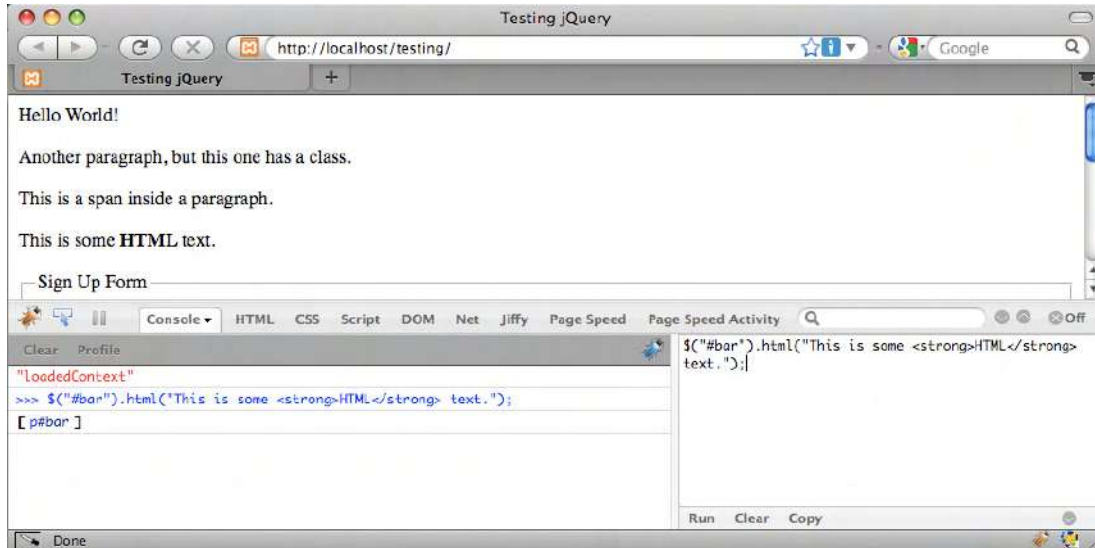 Testing jQuery
http://localhost/testing/
Google
Testing jQuery
+
Hello World!
Another paragraph, but this one has a class.
This is a span inside a paragraph.
This is some HTML text.
Sign Up Form
Console HTML CSS Script DOM Net Jiffy Page Speed Page Speed Activity Off
Clear Profile
"loadedContext"
>>> $("#bar").html("This is some <strong>HTML</strong> text.");
[ p#bar ]
$("#bar").html("This is some <strong>HTML</strong>
text.");
Run Clear Copy
Done